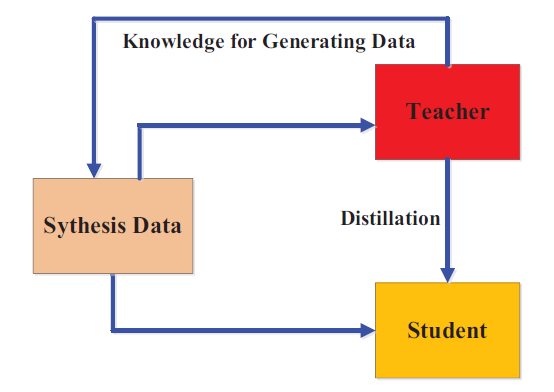 Knowledge for Generating Data
Teacher
Sythesis Data
Distillation
Student